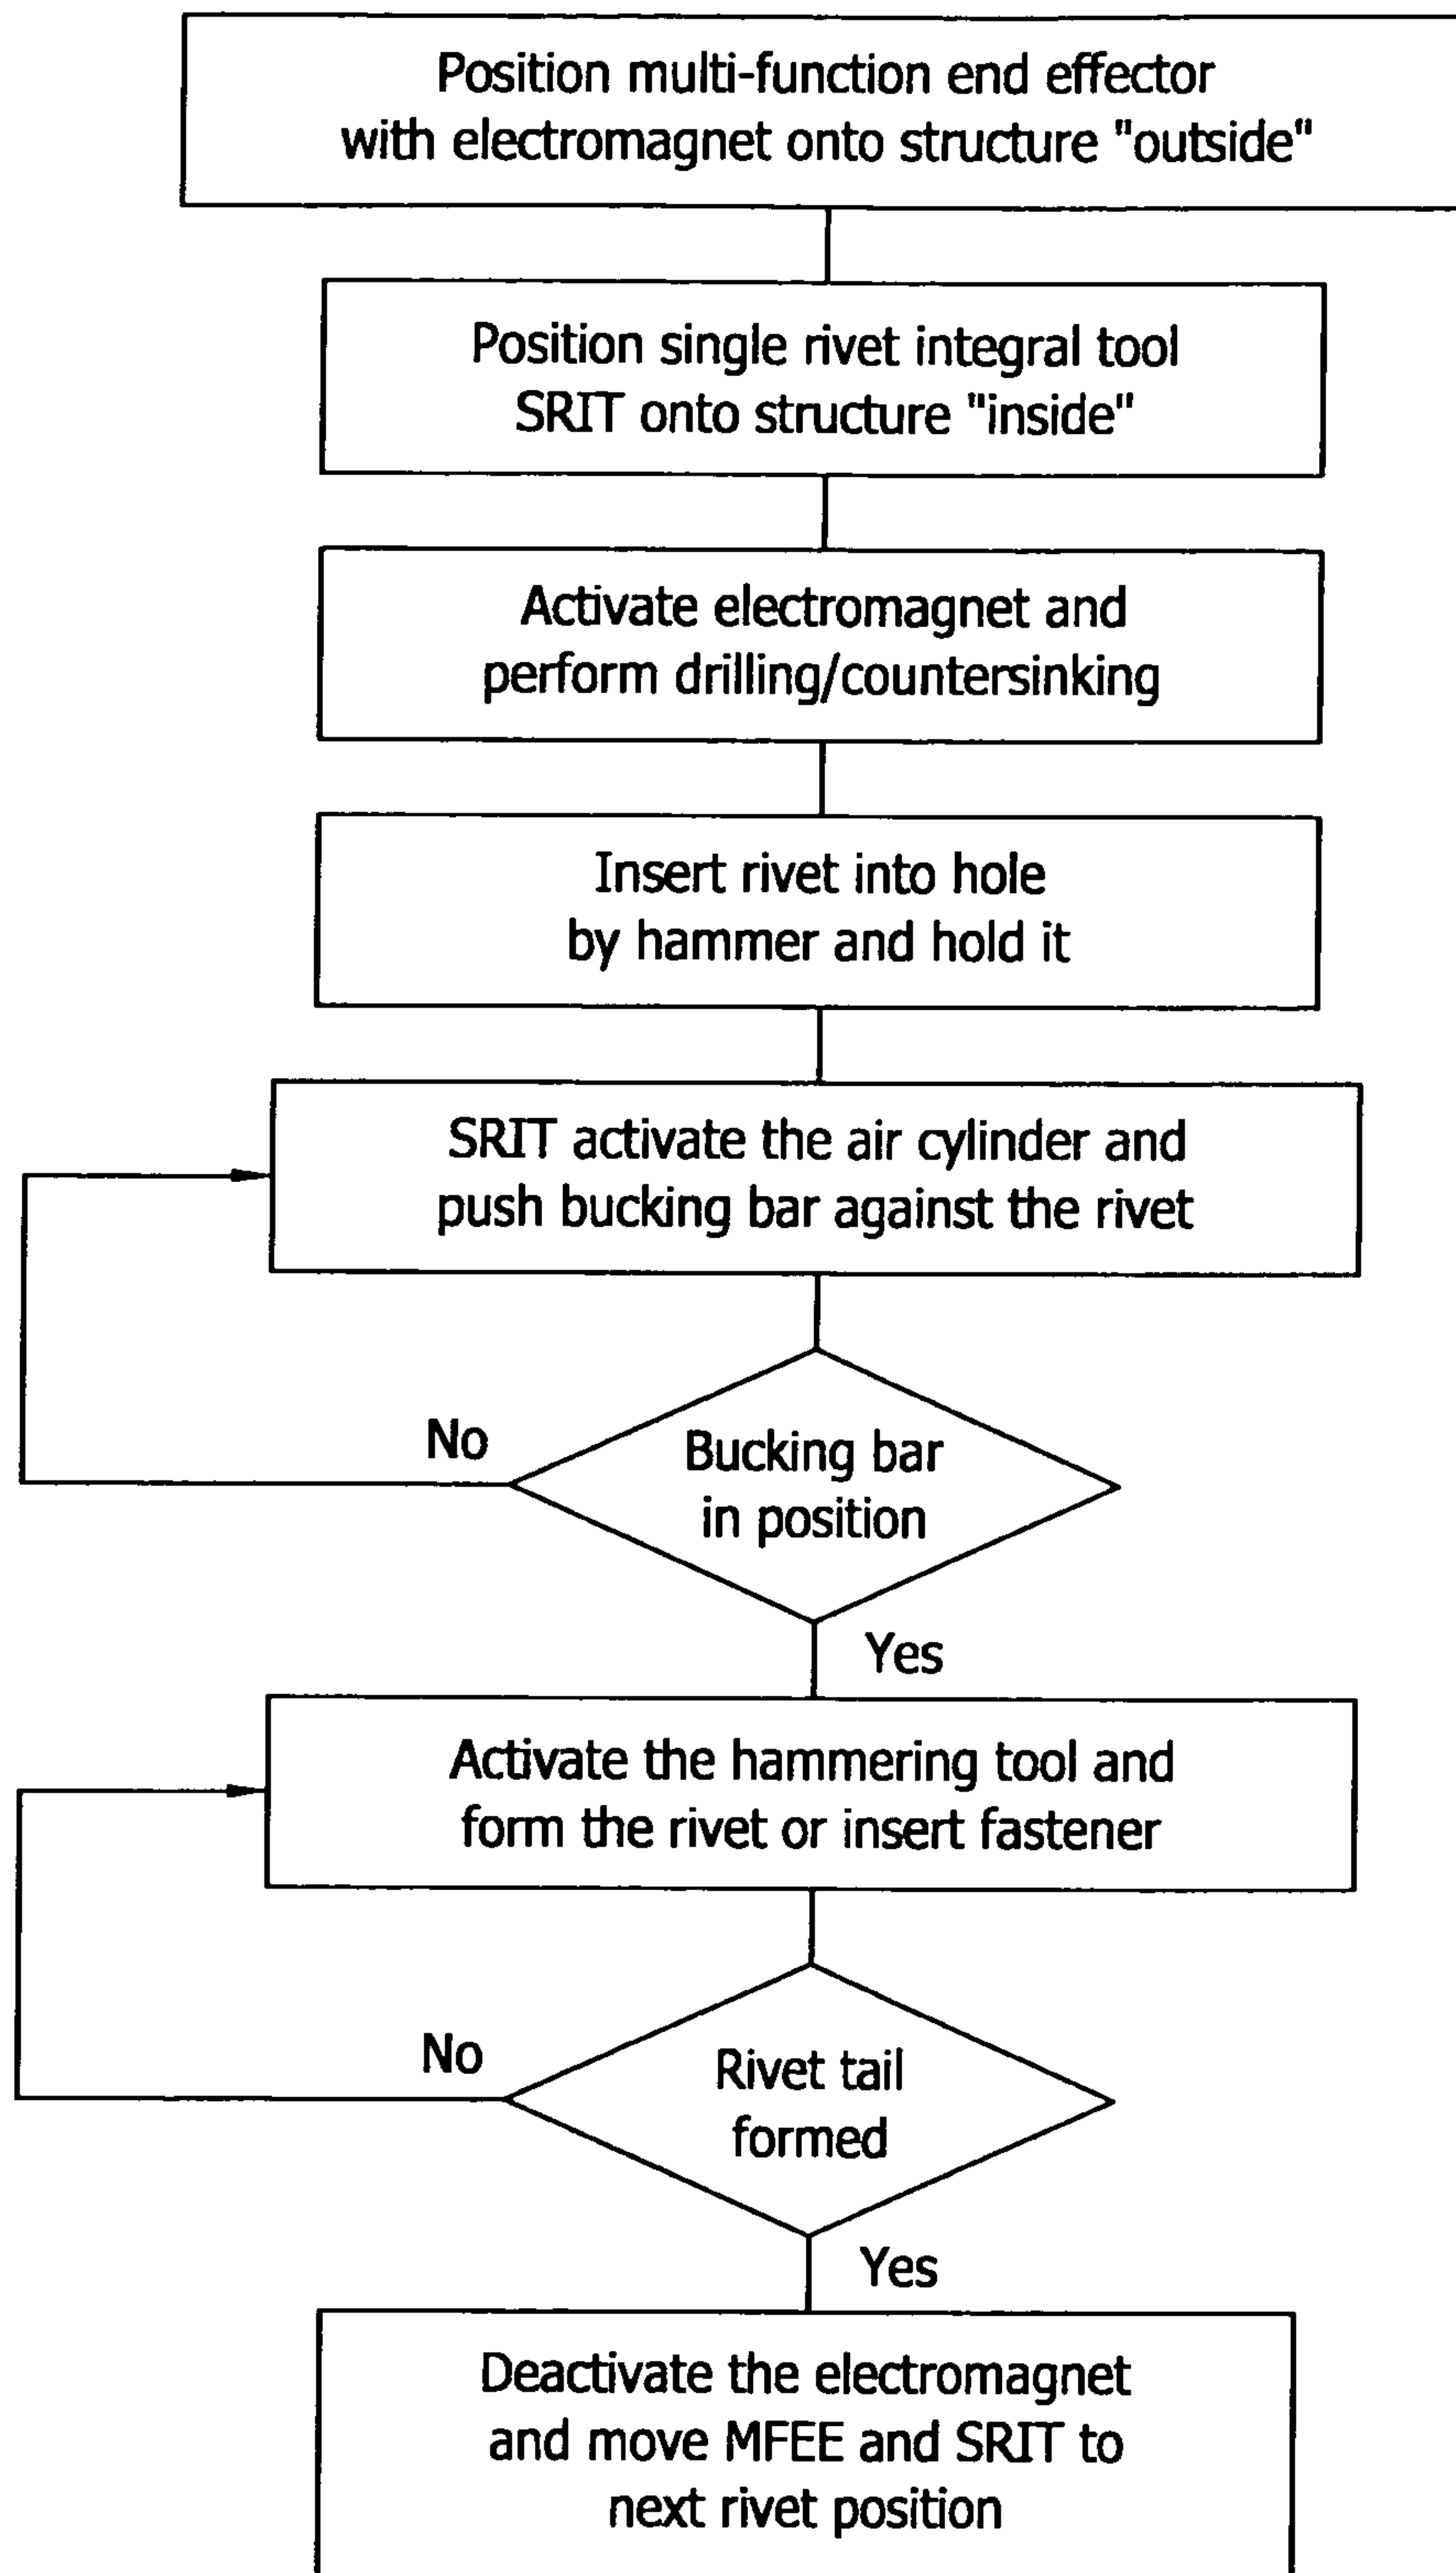 Position multi-function end effector
with electromagnet onto structure "outside"
Position single rivet integral tool
SRIT onto structure "inside"
Activate electromagnet and
perform drilling/countersinking
Insert rivet into hole
by hammer and hold it
SRIT activate the air cylinder and
push bucking bar against the rivet
No
Bucking bar
in position
Yes
Activate the hammering tool and
form the rivet or insert fastener
No
Rivet tail
formed
Yes
Deactivate the electromagnet
and move MFEE and SRIT to
next rivet position